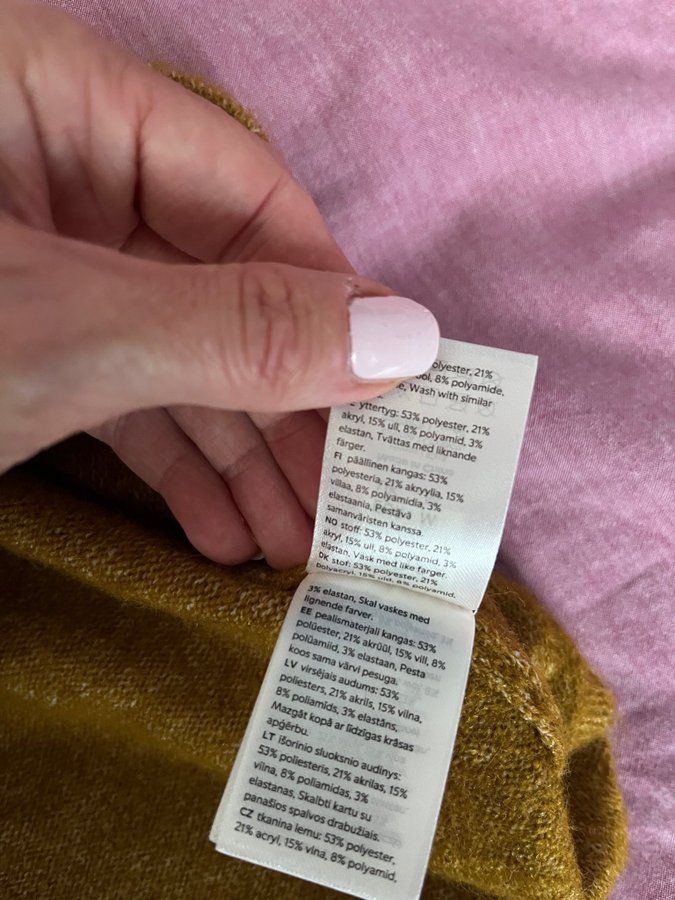 olyester, 21%
ool, 8% polyamide,
e, Wash with similar
yttertyg: 53% polyester, 21%
akryl, 15% ull, 8% polyamid, 3%
elastan, Tvättas med liknande
färger.
FI päällinen kangas: 53%
polyesteria, 21% akryylia, 15%
villaa, 8% polyamidia, 3%
elastaania, Pestävä
samanväristen kanssa.
NO stoff: 53% polyester, 21%
akryl, 15% ull, 8% polyamid, 3%
elastan, Vask med like farger.
DK stof: 53% polyester, 21%
polyacryl, 15% uld, 8% polyamid,
3% elastan, Skal vaskes med
lignende farver.
EE pealismaterjali kangas: 53%
polüester, 21% akrüül, 15% vill, 8%
polüamiid, 3% elastaan, Pesta
koos sama värvi pesuga.
LV virsējais audums: 53%
poliesters, 21% akrils, 15% vilna,
8% poliamīds, 3% elastāns,
Mazgāt kopā ar līdzīgas krāsas
apģērbu.
LT išorinio sluoksnio audinys:
53% poliesteris, 21% akrilas, 15%
vilna, 8% poliamidas, 3%
elastanas, Skalbti kartu su
panašios spalvos drabužiais.
CZ tkanina lemu: 53% polyester,
21% acryl, 15% vlna, 8% polyamid,